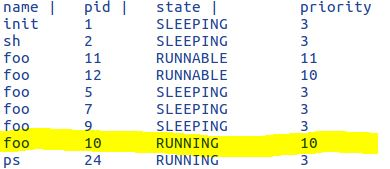 name | pid | state | priority
init 1 SLEEPING 3
sh 2 SLEEPING 3
foo 11 RUNNABLE 11
foo 12 RUNNABLE 10
foo 5 SLEEPING 3
foo 7 SLEEPING 3
foo 9 SLEEPING 3
foo 10 RUNNING 10
ps 24 RUNNING 3